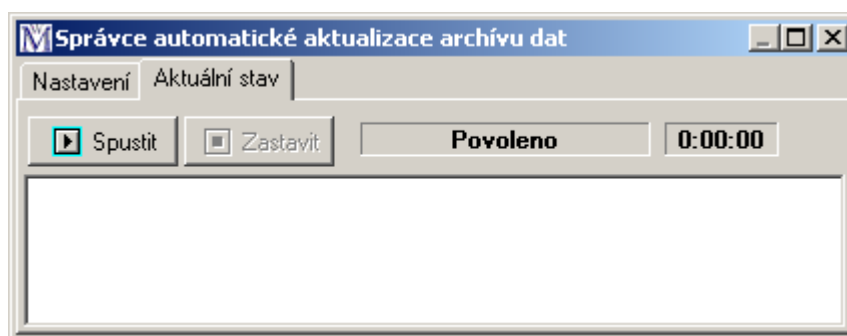 Správce automatické aktualizace archívu dat
Nastavení Aktuální stav
Spustit Zastavit Povoleno 0:00:00